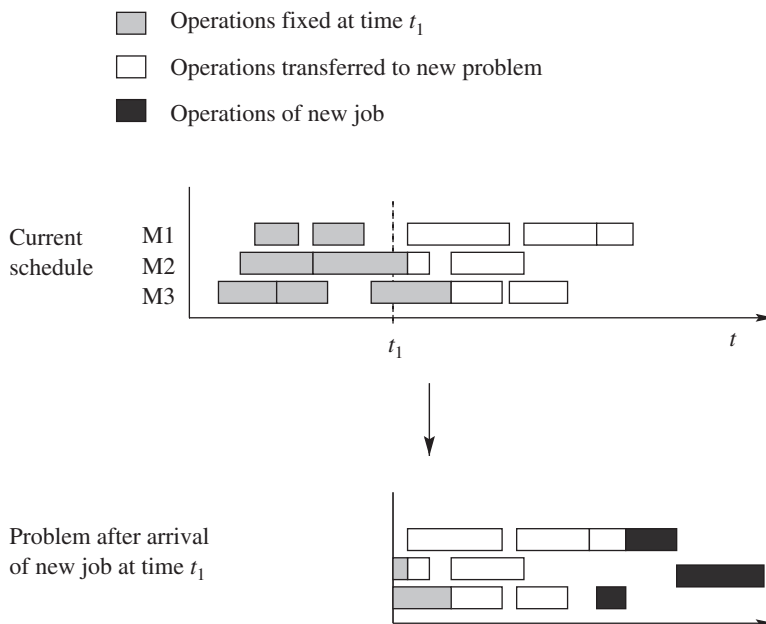 Operations fixed at time t₁
Operations transferred to new problem
Operations of new job
Current
schedule
M1
M2
M3
t₁
t
Problem after arrival
of new job at time t₁